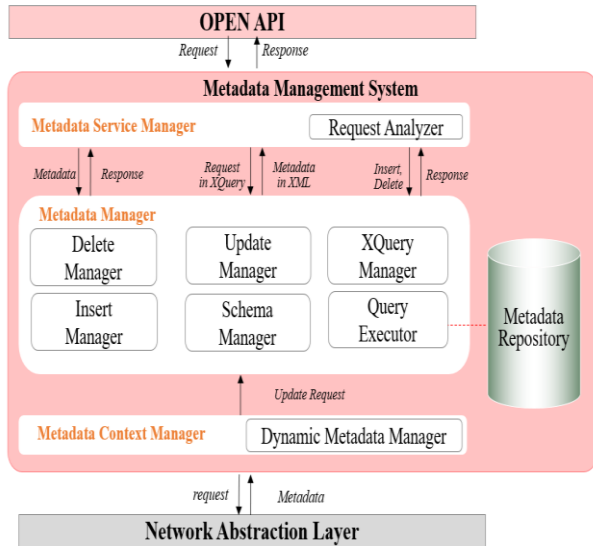 OPEN API
Request
Response
Metadata Management System
Metadata Service Manager
Request Analyzer
Metadata
Response
Request
in XQuery
Metadata
in XML
Insert,
Delete
Response
Metadata Manager
Delete
Manager
Update
Manager
XQuery
Manager
Insert
Manager
Schema
Manager
Query
Executor
Metadata
Repository
Update Request
Metadata Context Manager
Dynamic Metadata Manager
request
Metadata
Network Abstraction Layer